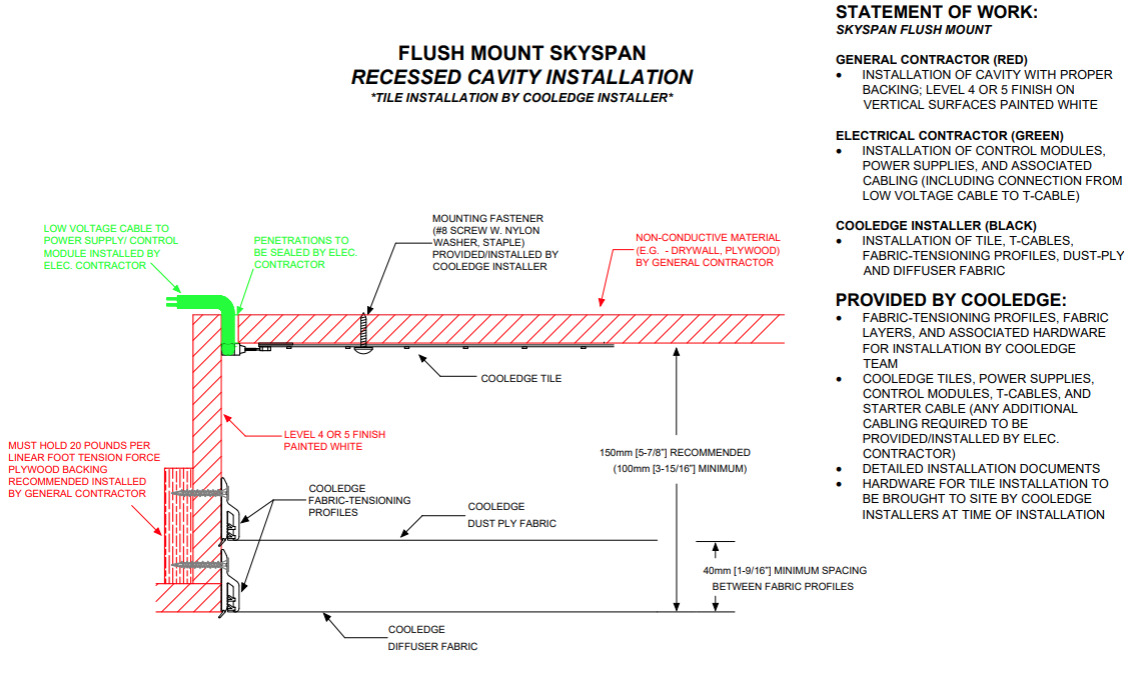 FLUSH MOUNT SKYSPAN
RECESSED CAVITY INSTALLATION
*TILE INSTALLATION BY COOLEDGE INSTALLER*
LOW VOLTAGE CABLE TO
POWER SUPPLY/ CONTROL
MODULE INSTALLED BY
ELEC. CONTRACTOR
PENETRATIONS TO
BE SEALED BY ELEC.
CONTRACTOR
MOUNTING FASTENER
(#8 SCREW W. NYLON
WASHER, STAPLE)
PROVIDED/INSTALLED BY
COOLEDGE INSTALLER
NON-CONDUCTIVE MATERIAL
(E.G. - DRYWALL, PLYWOOD)
BY GENERAL CONTRACTOR
COOLEDGE TILE
LEVEL 4 OR 5 FINISH
PAINTED WHITE
MUST HOLD 20 POUNDS PER
LINEAR FOOT TENSION FORCE
PLYWOOD BACKING
RECOMMENDED INSTALLED
BY GENERAL CONTRACTOR
150mm [5-7/8"] RECOMMENDED
(100mm [3-15/16"] MINIMUM)
COOLEDGE
FABRIC-TENSIONING
PROFILES
COOLEDGE
DUST PLY FABRIC
40mm [1-9/16"] MINIMUM SPACING
BETWEEN FABRIC PROFILES
COOLEDGE
DIFFUSER FABRIC
STATEMENT OF WORK:
SKYSPAN FLUSH MOUNT
GENERAL CONTRACTOR (RED)
• INSTALLATION OF CAVITY WITH PROPER
BACKING; LEVEL 4 OR 5 FINISH ON
VERTICAL SURFACES PAINTED WHITE
ELECTRICAL CONTRACTOR (GREEN)
• INSTALLATION OF CONTROL MODULES,
POWER SUPPLIES, AND ASSOCIATED
CABLING (INCLUDING CONNECTION FROM
LOW VOLTAGE CABLE TO T-CABLE)
COOLEDGE INSTALLER (BLACK)
• INSTALLATION OF TILE, T-CABLES,
FABRIC-TENSIONING PROFILES, DUST-PLY
AND DIFFUSER FABRIC
PROVIDED BY COOLEDGE:
• FABRIC-TENSIONING PROFILES, FABRIC
LAYERS, AND ASSOCIATED HARDWARE
FOR INSTALLATION BY COOLEDGE
TEAM
• COOLEDGE TILES, POWER SUPPLIES,
CONTROL MODULES, T-CABLES, AND
STARTER CABLE (ANY ADDITIONAL
CABLING REQUIRED TO BE
PROVIDED/INSTALLED BY ELEC.
CONTRACTOR)
• DETAILED INSTALLATION DOCUMENTS
• HARDWARE FOR TILE INSTALLATION TO
BE BROUGHT TO SITE BY COOLEDGE
INSTALLERS AT TIME OF INSTALLATION